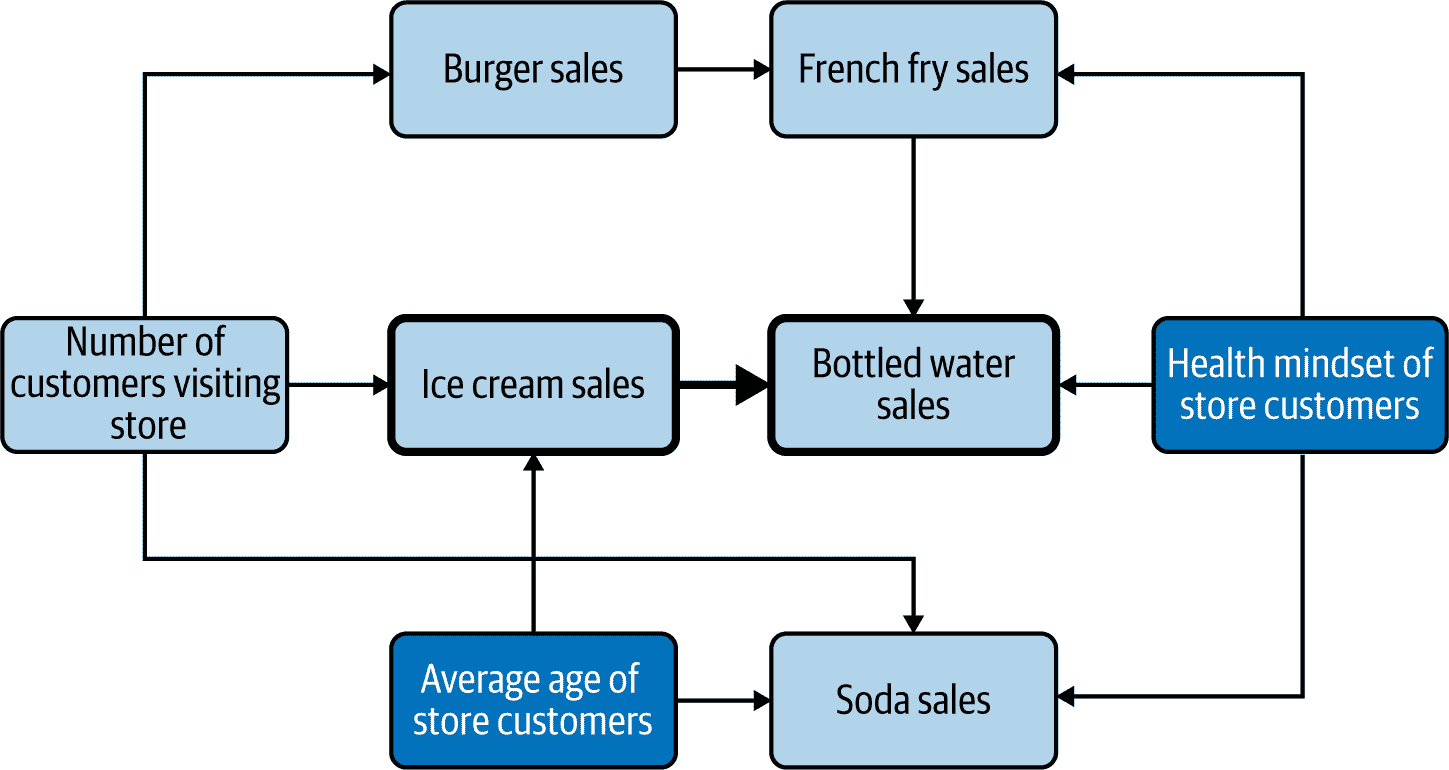 Burger sales
French fry sales
Number of
customers visiting
store
Ice cream sales
Bottled water
sales
Health mindset of
store customers
Average age of
store customers
Soda sales